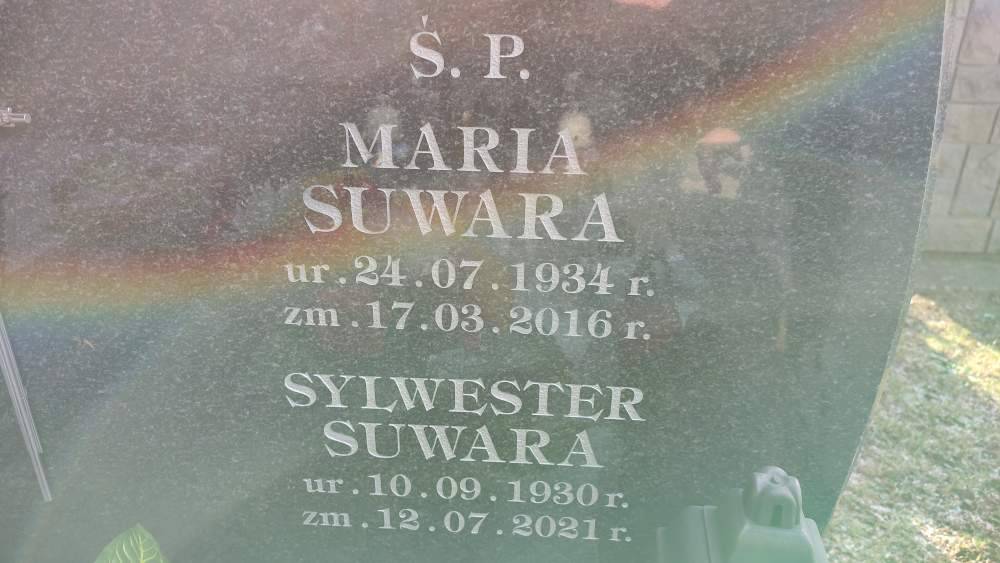 Ś. P.
MARIA
SUWARA
ur. 24. 07. 1934 r.
zm. 17. 03. 2016 r.
SYLWESTER
SUWARA
ur. 10. 09. 1930 r.
zm. 12. 07. 2021 r.